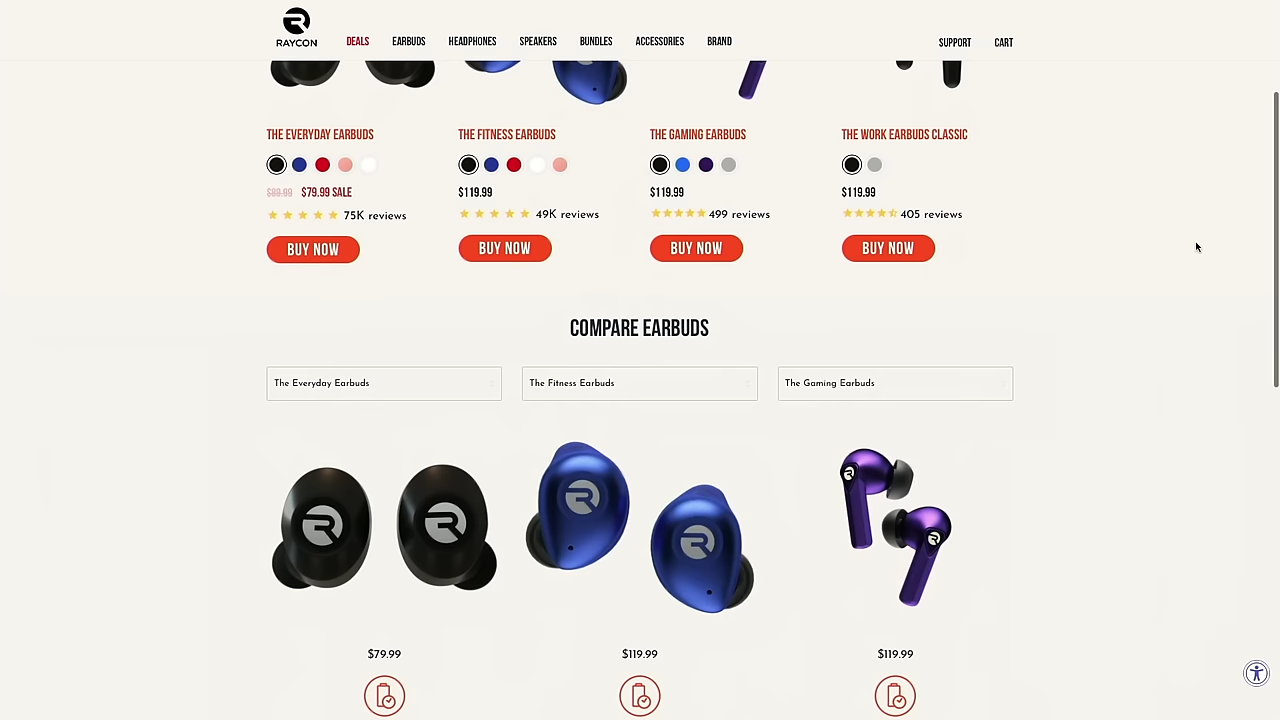 RAYCON
DEALS EARBUDS HEADPHONES SPEAKERS BUNDLES ACCESSORIES BRAND SUPPORT CART
THE EVERYDAY EARBUDS THE FITNESS EARBUDS THE GAMING EARBUDS THE WORK EARBUDS CLASSIC
$79.99 SALE $119.99 $119.99 $119.99
75K reviews 49K reviews 499 reviews 405 reviews
BUY NOW BUY NOW BUY NOW BUY NOW
COMPARE EARBUDS
The Everyday Earbuds The Fitness Earbuds The Gaming Earbuds
$79.99 $119.99 $119.99